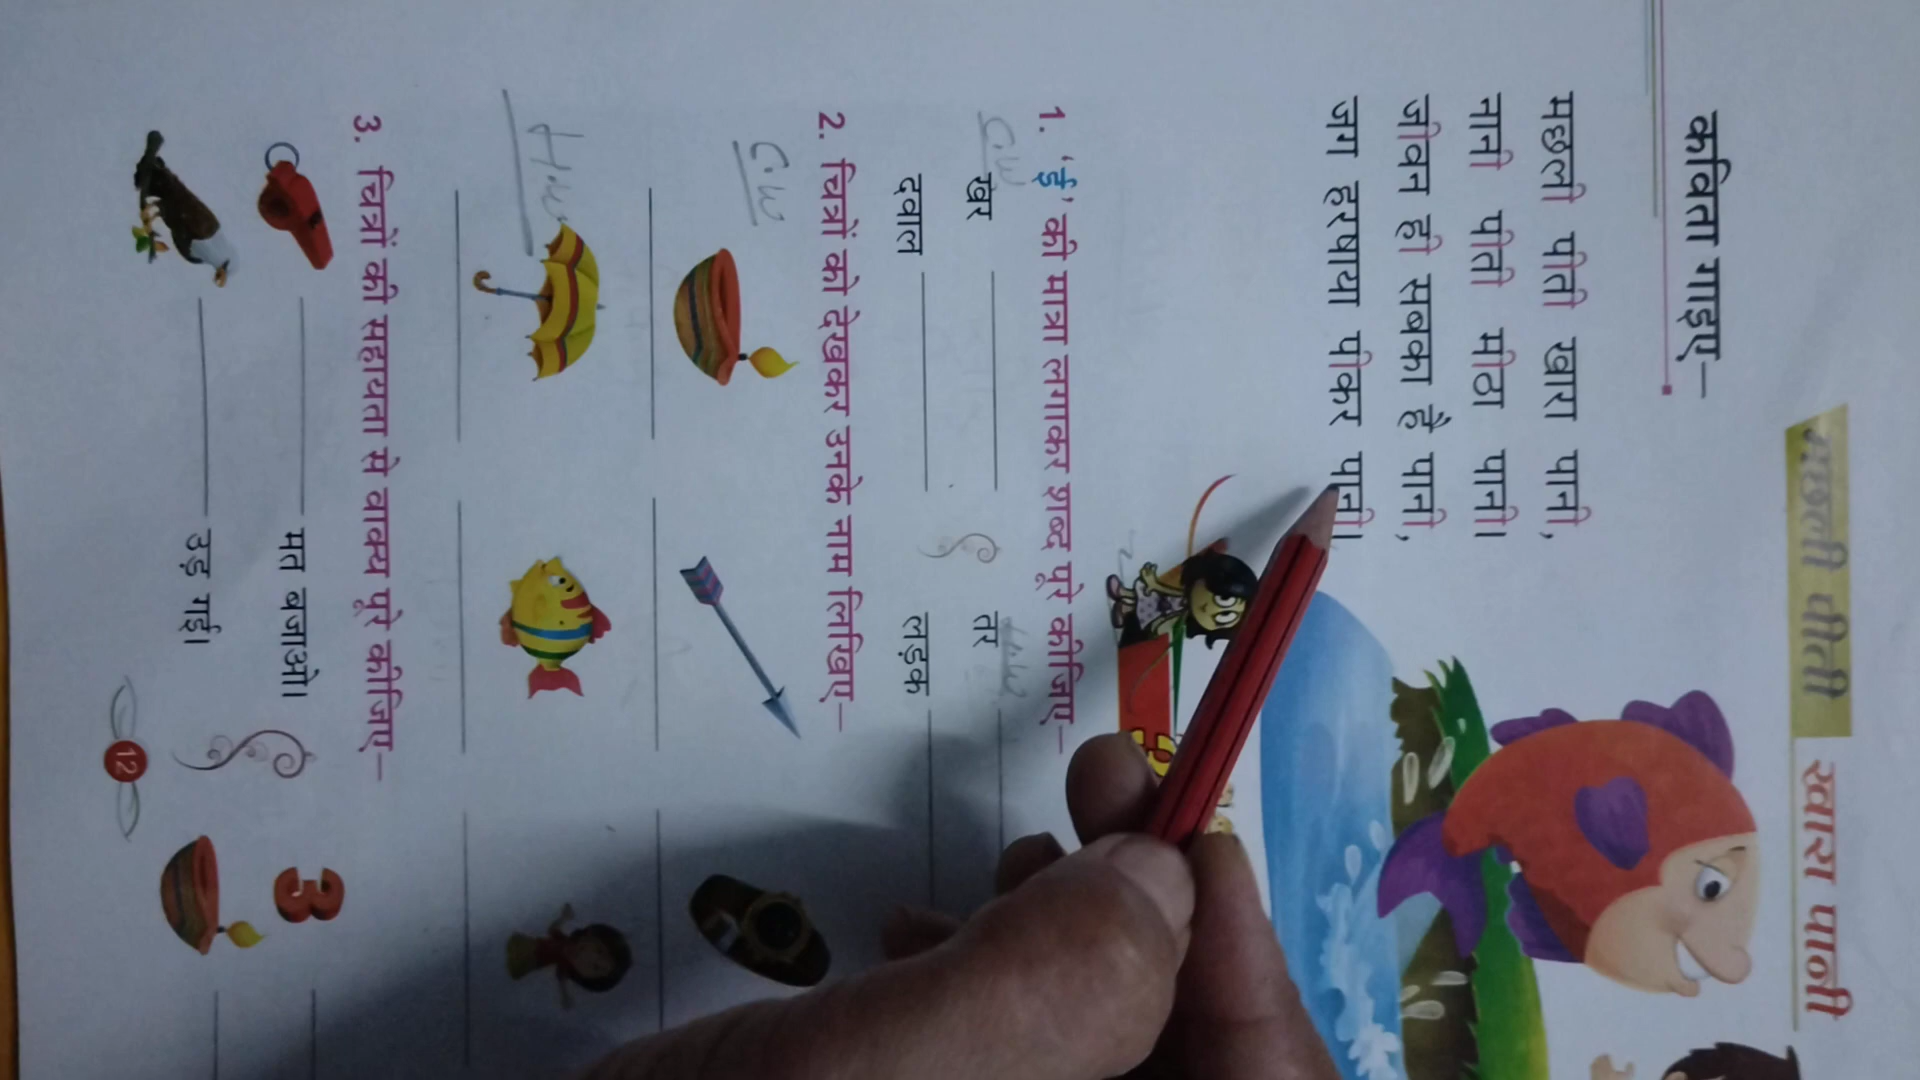 मछली पीती खारा पानी
कविता गाइए—
मछली पीती खारा पानी,
नानी पीती मीठा पानी।
जीवन ही सबका है पानी,
जग हरषाया पीकर पानी।
1. 'ई' की मात्रा लगाकर शब्द पूरे कीजिए—
C.W H.W
खर तर
दवाल लड़क
2. चित्रों को देखकर उनके नाम लिखिए—
C.W
H.W
3. चित्रों की सहायता से वाक्य पूरे कीजिए—
मत बजाओ। 3
उड़ गई।
12